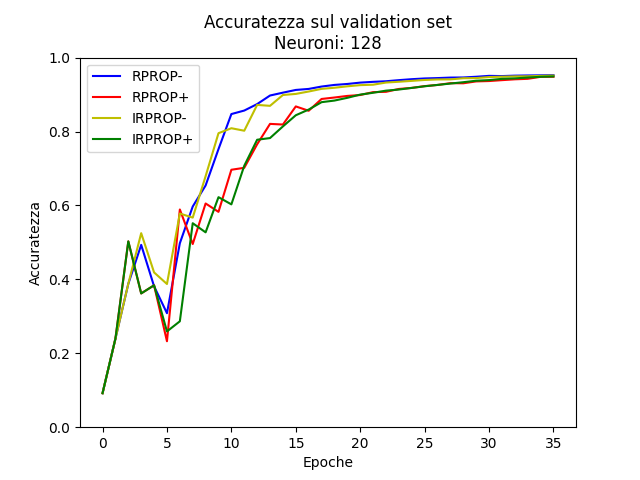 Accuratezza sul validation set
Neuroni: 128
1.0
0.8
0.6
0.4
0.2
0.0
Accuratezza
RPROP-
RPROP+
IRPROP-
IRPROP+
0 5 10 15 20 25 30 35
Epoche